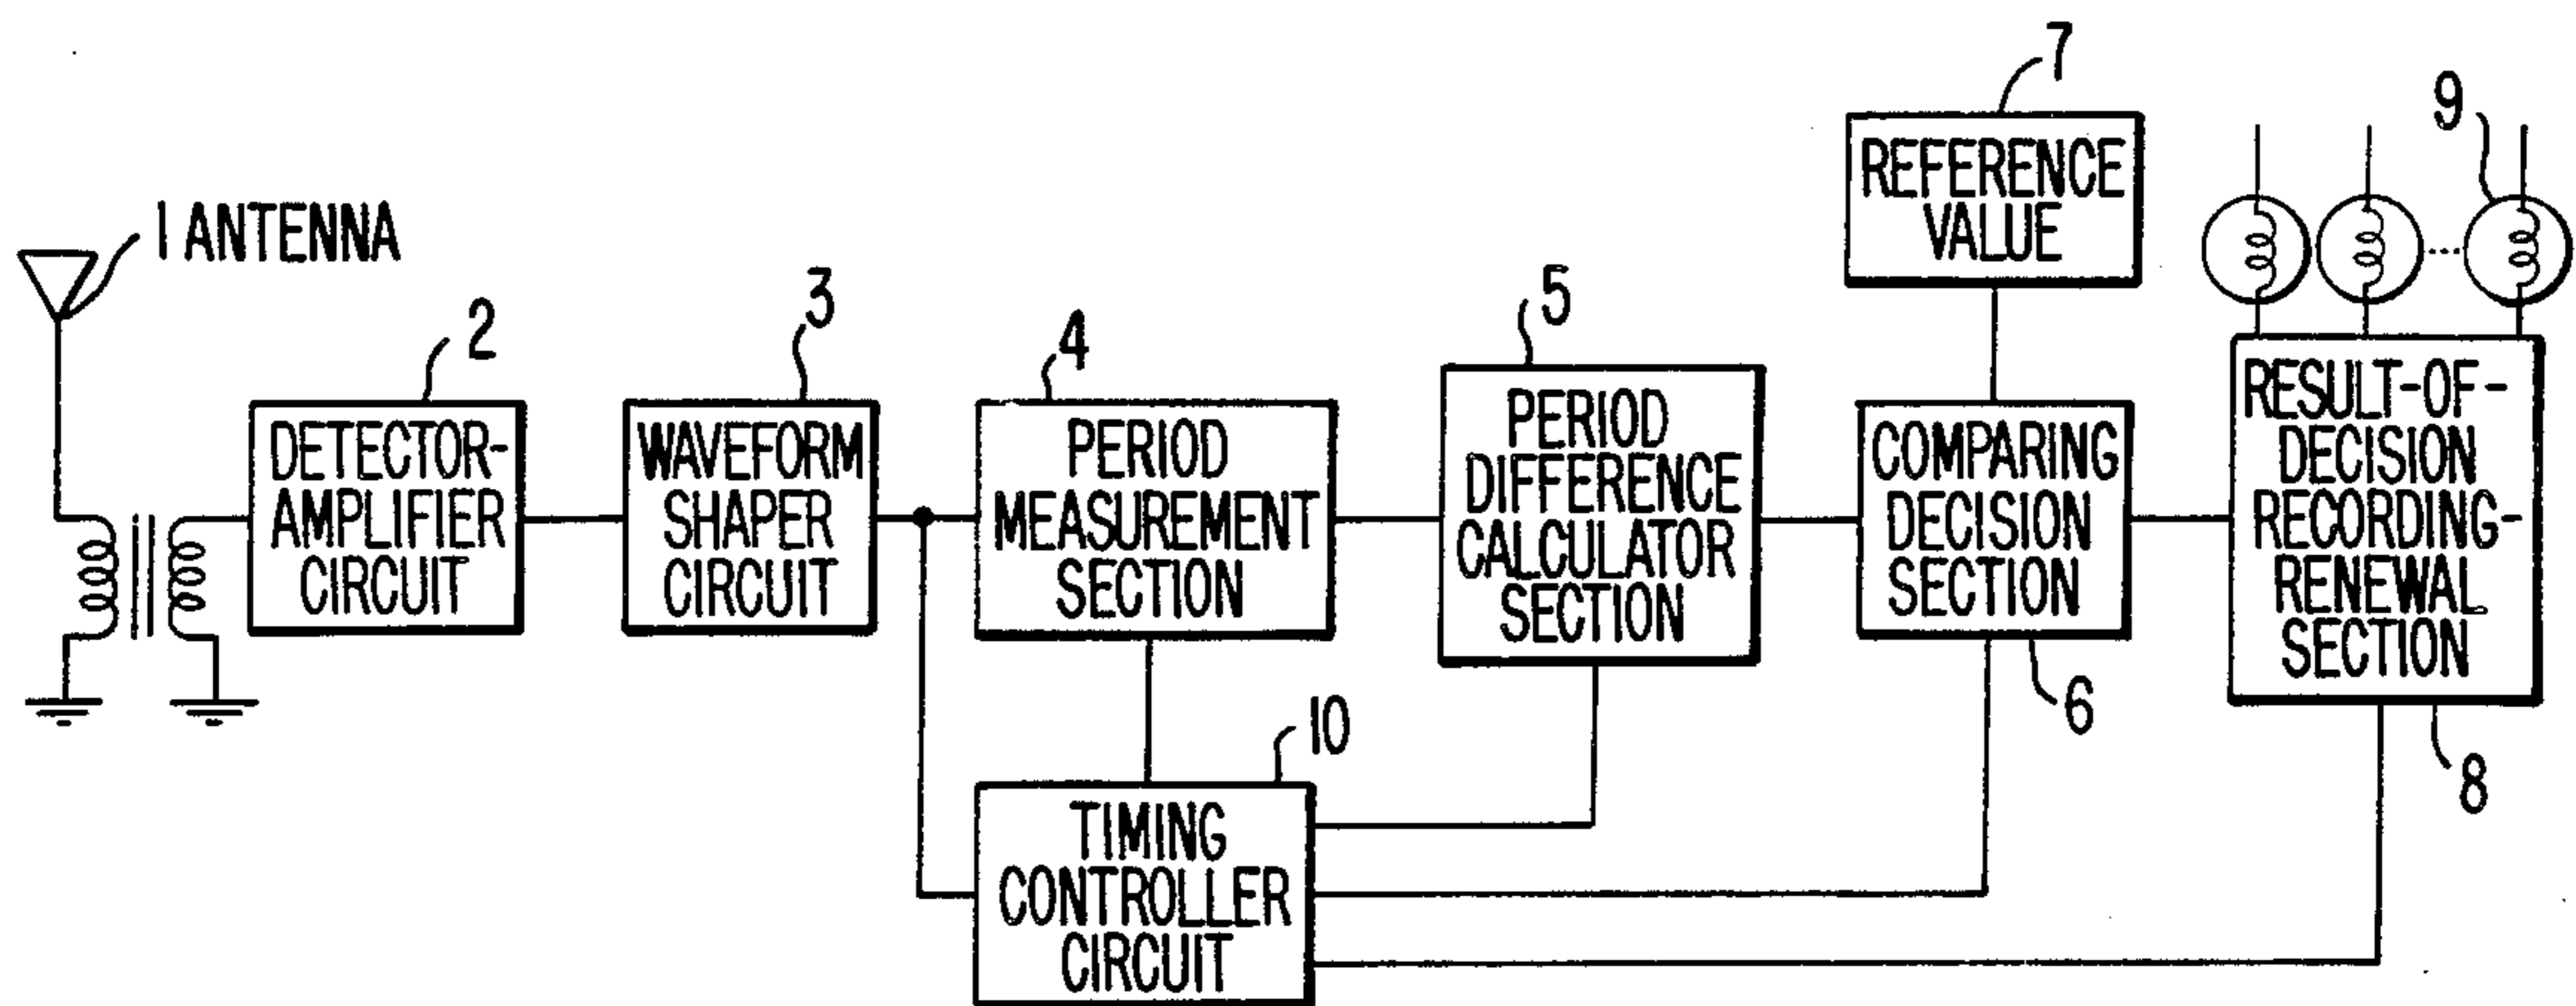 1 ANTENNA
2
DETECTOR-
AMPLIFIER
CIRCUIT
3
WAVEFORM
SHAPER
CIRCUIT
4
PERIOD
MEASUREMENT
SECTION
5
PERIOD
DIFFERENCE
CALCULATOR
SECTION
7
REFERENCE
VALUE
COMPARING
DECISION
SECTION
6
9
RESULT-OF-
DECISION
RECORDING-
RENEWAL
SECTION
8
10
TIMING
CONTROLLER
CIRCUIT